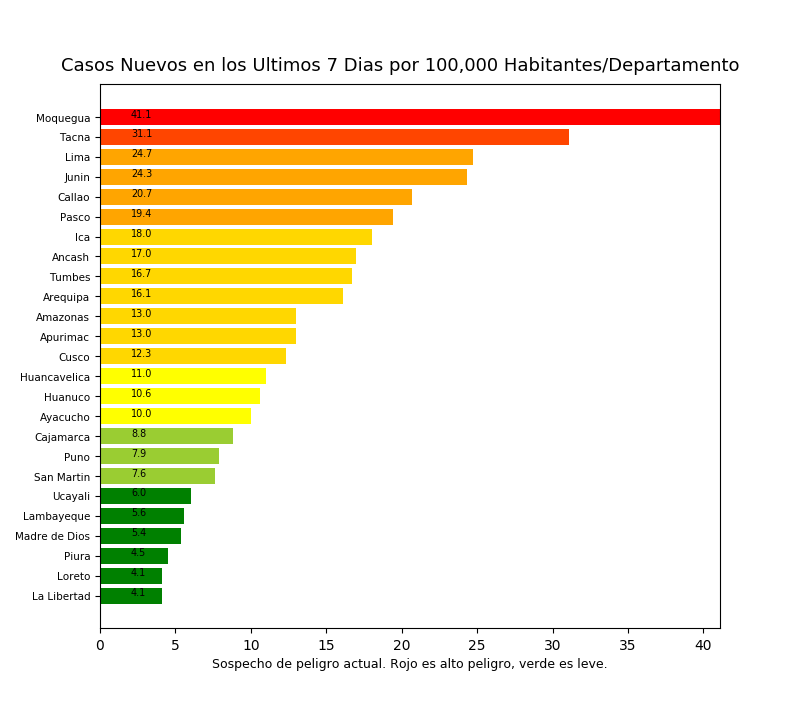 Casos Nuevos en los Ultimos 7 Dias por 100,000 Habitantes/Departamento
Moquegua 41.1
Tacna 31.1
Lima 24.7
Junin 24.3
Callao 20.7
Pasco 19.4
Ica 18.0
Ancash 17.0
Tumbes 16.7
Arequipa 16.1
Amazonas 13.0
Apurimac 13.0
Cusco 12.3
Huancavelica 11.0
Huanuco 10.6
Ayacucho 10.0
Cajamarca 8.8
Puno 7.9
San Martin 7.6
Ucayali 6.0
Lambayeque 5.6
Madre de Dios 5.4
Piura 4.5
Loreto 4.1
La Libertad 4.1
0 5 10 15 20 25 30 35 40
Sospecho de peligro actual. Rojo es alto peligro, verde es leve.